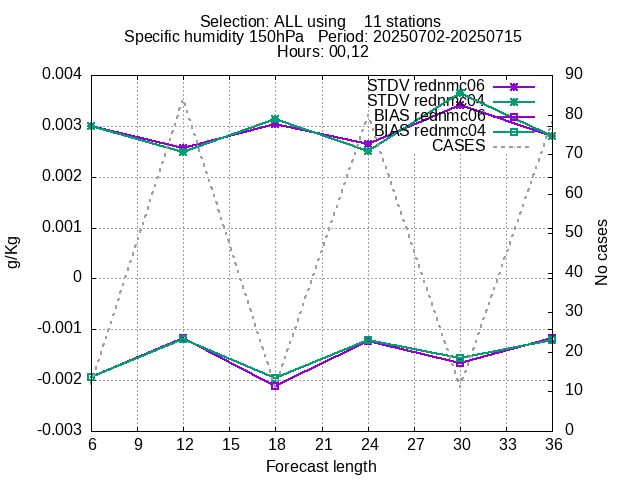 Selection: ALL using    11 stations
Specific humidity 150hPa   Period: 20250702-20250715
Hours: 00,12
STDV rednmc06
STDV rednmc04
BIAS rednmc06
BIAS rednmc04
CASES
0.004
0.003
0.002
0.001
0
-0.001
-0.002
-0.003
g/Kg
90
80
70
60
50
40
30
20
10
0
No cases
6 9 12 15 18 21 24 27 30 33 36
Forecast length